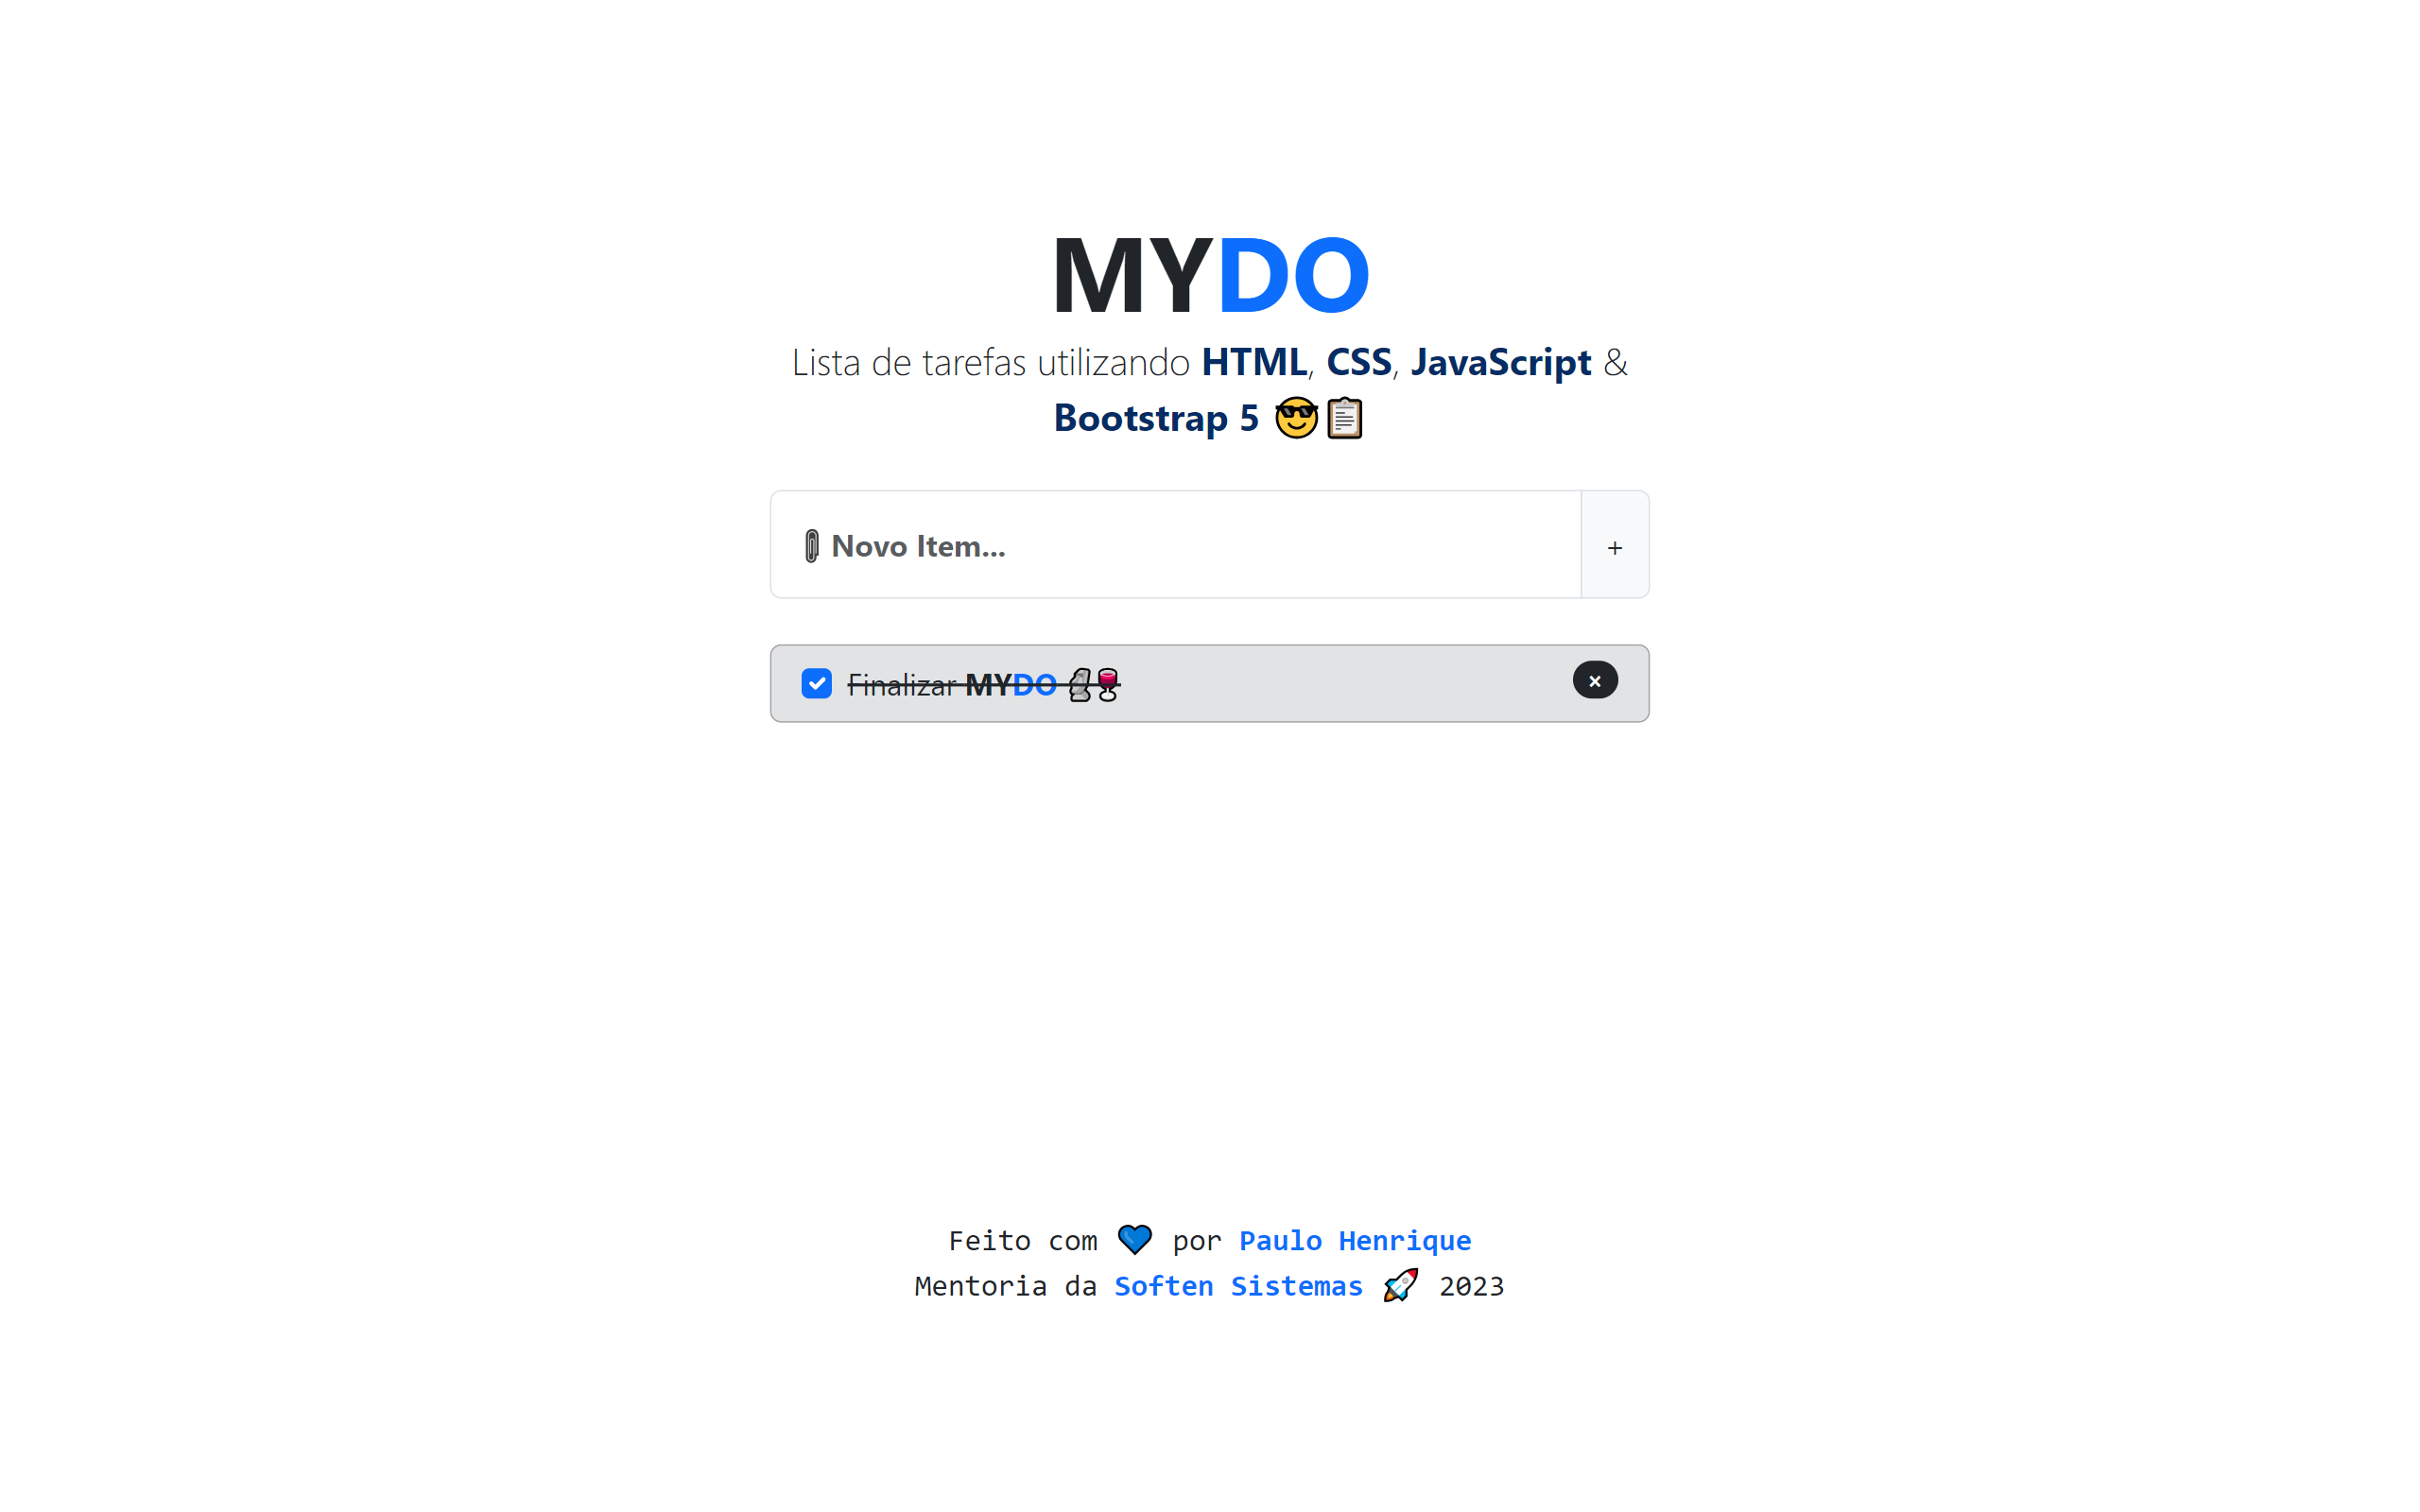 MYDO
Lista de tarefas utilizando HTML, CSS, JavaScript &
Bootstrap 5 😎📋
Novo Item...
+
Finalizar MYDO 🗿🍷
×
Feito com 💙 por Paulo Henrique
Mentoria da Soften Sistemas 🚀 2023